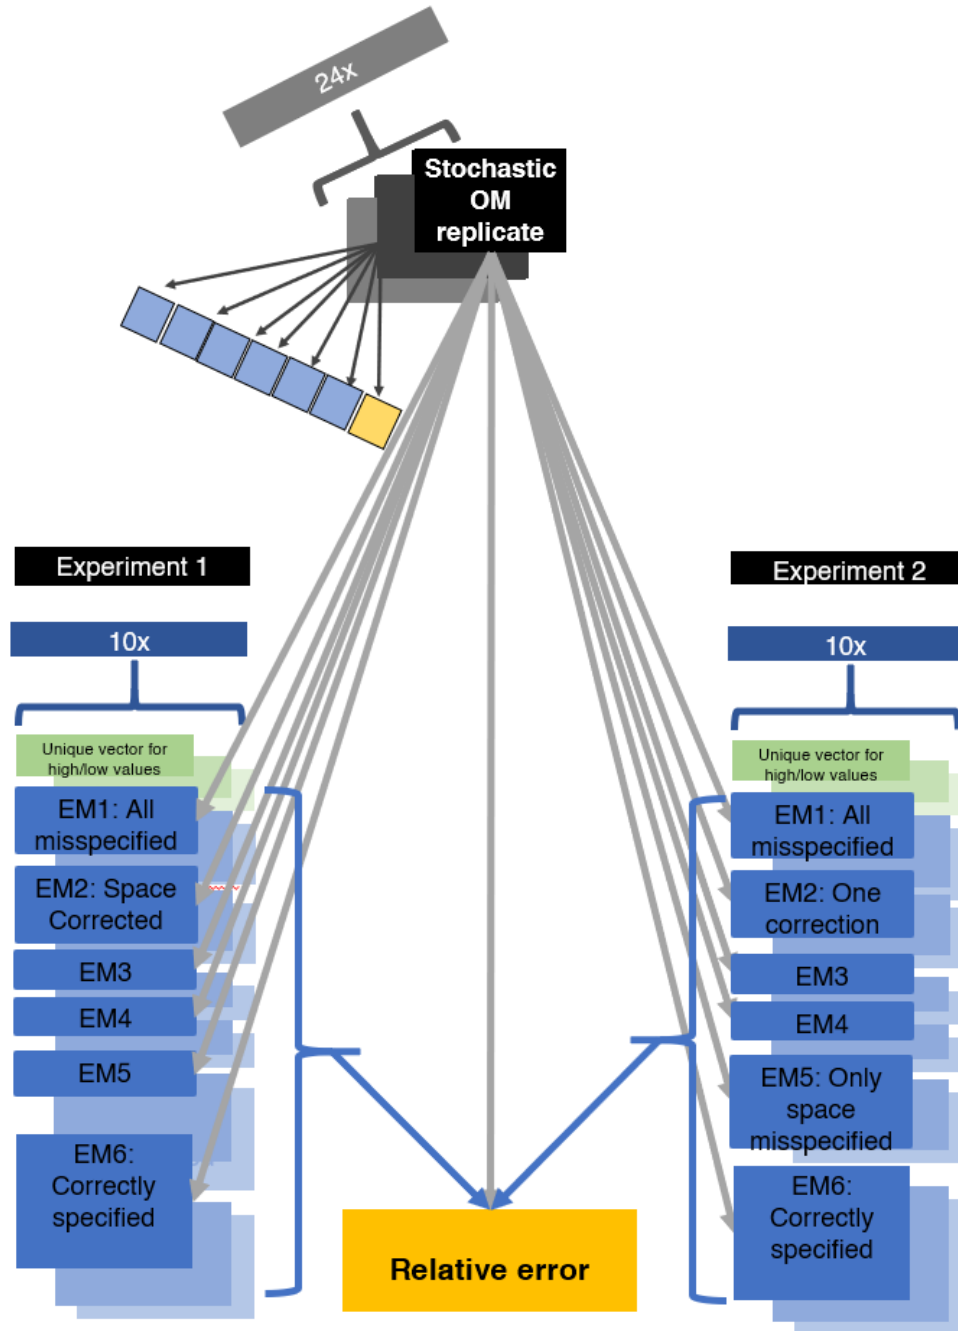 24x
Stochastic
OM
replicate
Experiment 1
10x
Unique vector for
high/low values
EM1: All
misspecified
EM2: Space
Corrected
EM3
EM4
EM5
EM6:
Correctly
specified
Experiment 2
10x
Unique vector for
high/low values
EM1: All
misspecified
EM2: One
correction
EM3
EM4
EM5: Only
space
misspecified
EM6:
Correctly
specified
Relative error